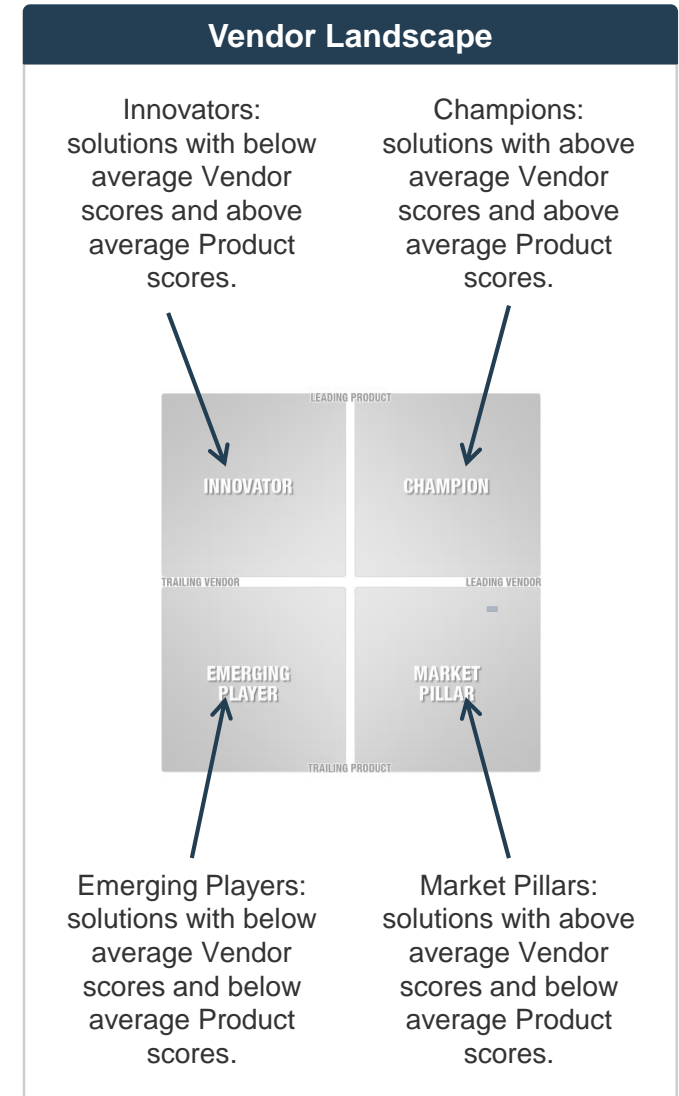 Vendor Landscape
Innovators:
solutions with below
average Vendor
scores and above
average Product
scores.
Champions:
solutions with above
average Vendor
scores and above
average Product
scores.
LEADING PRODUCT
INNOVATOR
CHAMPION
TRAILING VENDOR
LEADING VENDOR
EMERGING
PLAYER
MARKET
PILLAR
TRAILING PRODUCT
Emerging Players:
solutions with below
average Vendor
scores and below
average Product
scores.
Market Pillars:
solutions with above
average Vendor
scores and below
average Product
scores.